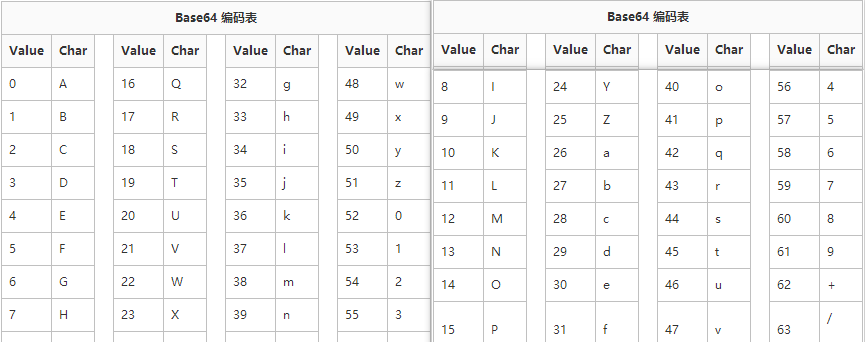 Base64 编码表
Value Char Value Char Value Char Value Char
0 A 16 Q 32 g 48 w
1 B 17 R 33 h 49 x
2 C 18 S 34 i 50 y
3 D 19 T 35 j 51 z
4 E 20 U 36 k 52 0
5 F 21 V 37 l 53 1
6 G 22 W 38 m 54 2
7 H 23 X 39 n 55 3
Base64 编码表
Value Char Value Char Value Char Value Char
8 I 24 Y 40 o 56 4
9 J 25 Z 41 p 57 5
10 K 26 a 42 q 58 6
11 L 27 b 43 r 59 7
12 M 28 c 44 s 60 8
13 N 29 d 45 t 61 9
14 O 30 e 46 u 62 +
15 P 31 f 47 v 63 /